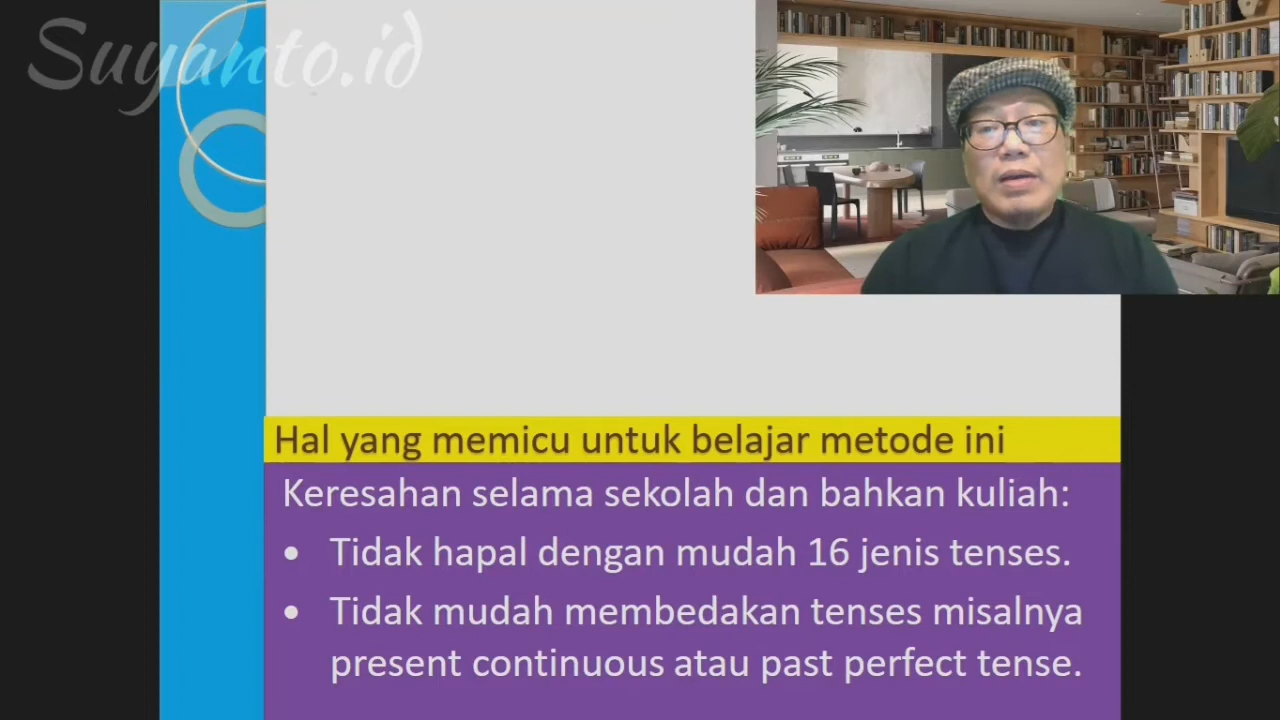 Suyanto.id
Hal yang memicu untuk belajar metode ini
Keresahan selama sekolah dan bahkan kuliah:
• Tidak hapal dengan mudah 16 jenis tenses.
• Tidak mudah membedakan tenses misalnya
present continuous atau past perfect tense.